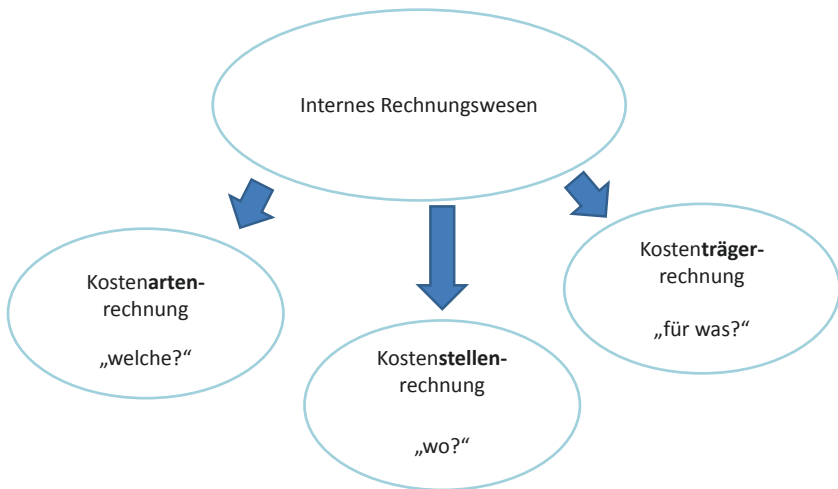 Internes Rechnungswesen
Kostenarten-
rechnung
„welche?“
Kostenstellen-
rechnung
„wo?“
Kostenträger-
rechnung
„für was?“